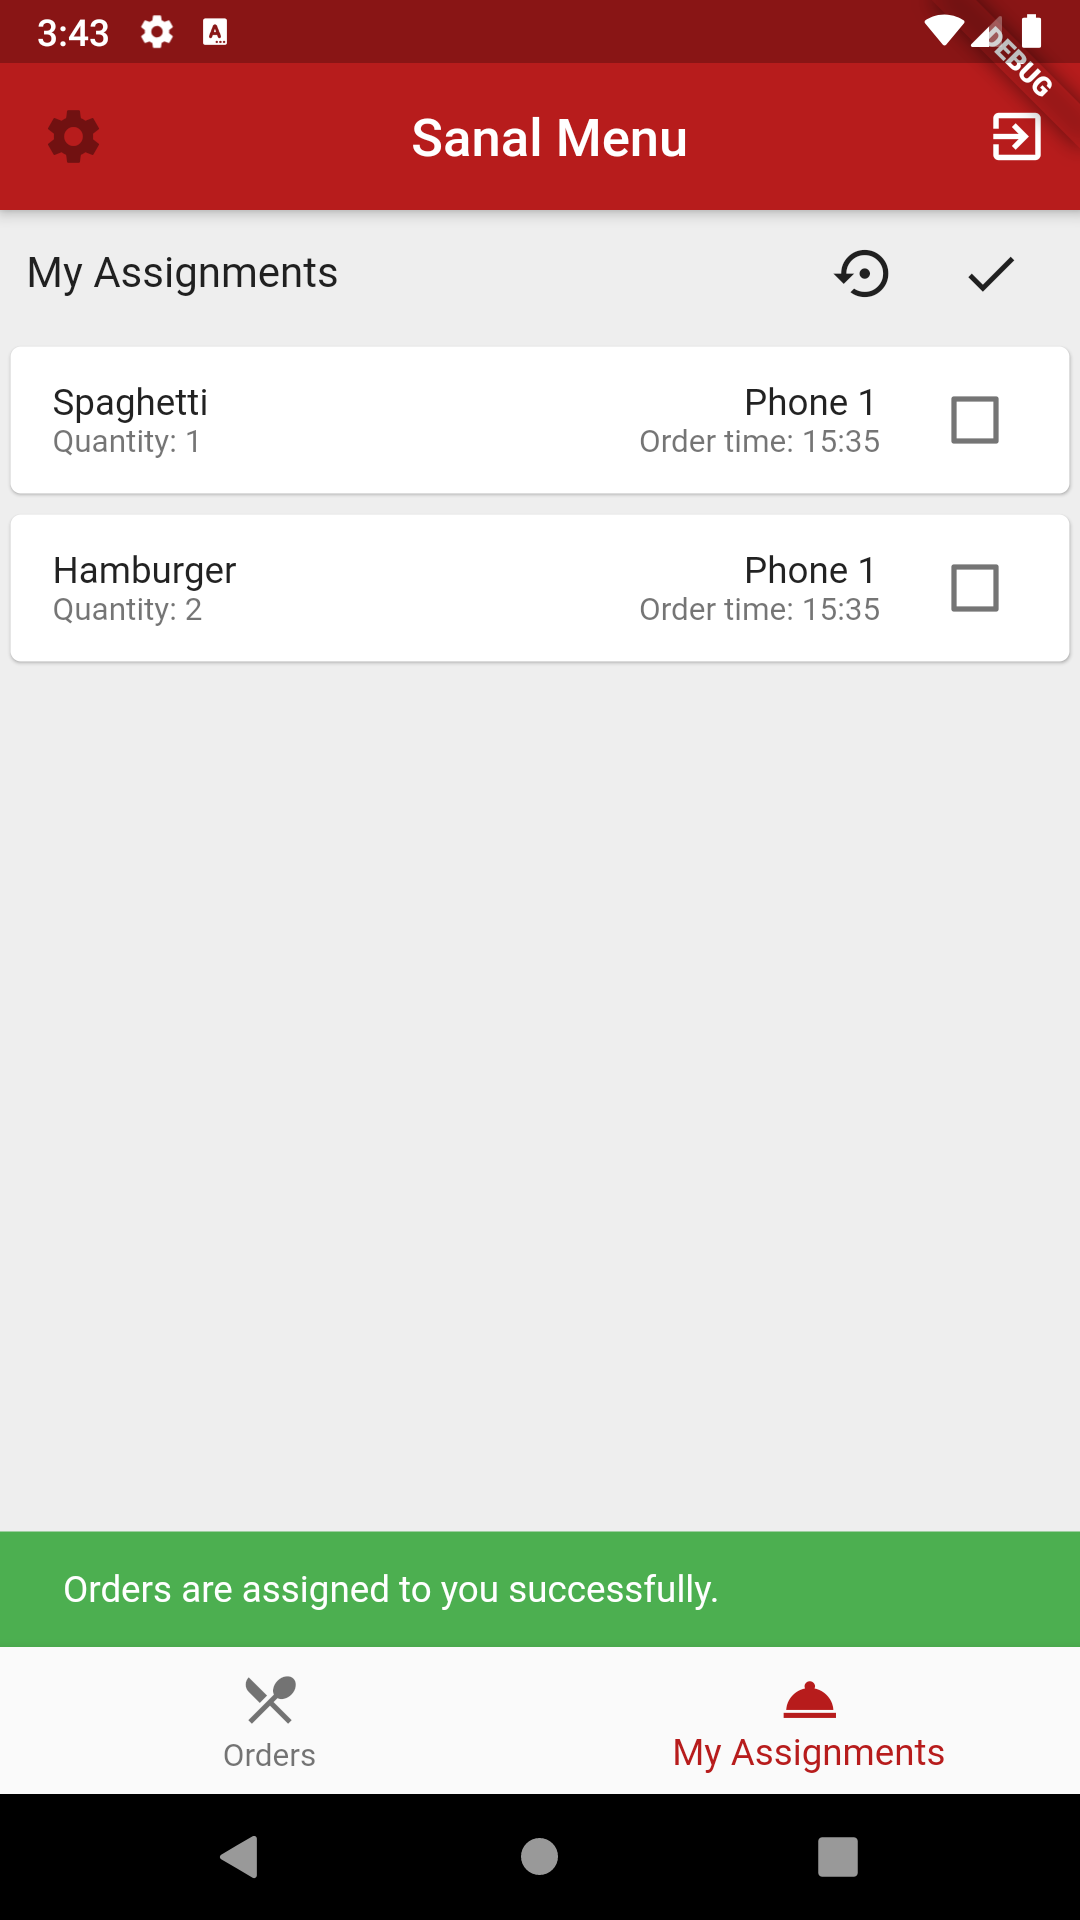 3:43
DEBUG
Sanal Menu
My Assignments
Spaghetti
Phone 1
Quantity: 1
Order time: 15:35
Hamburger
Phone 1
Quantity: 2
Order time: 15:35
Orders are assigned to you successfully.
Orders
My Assignments